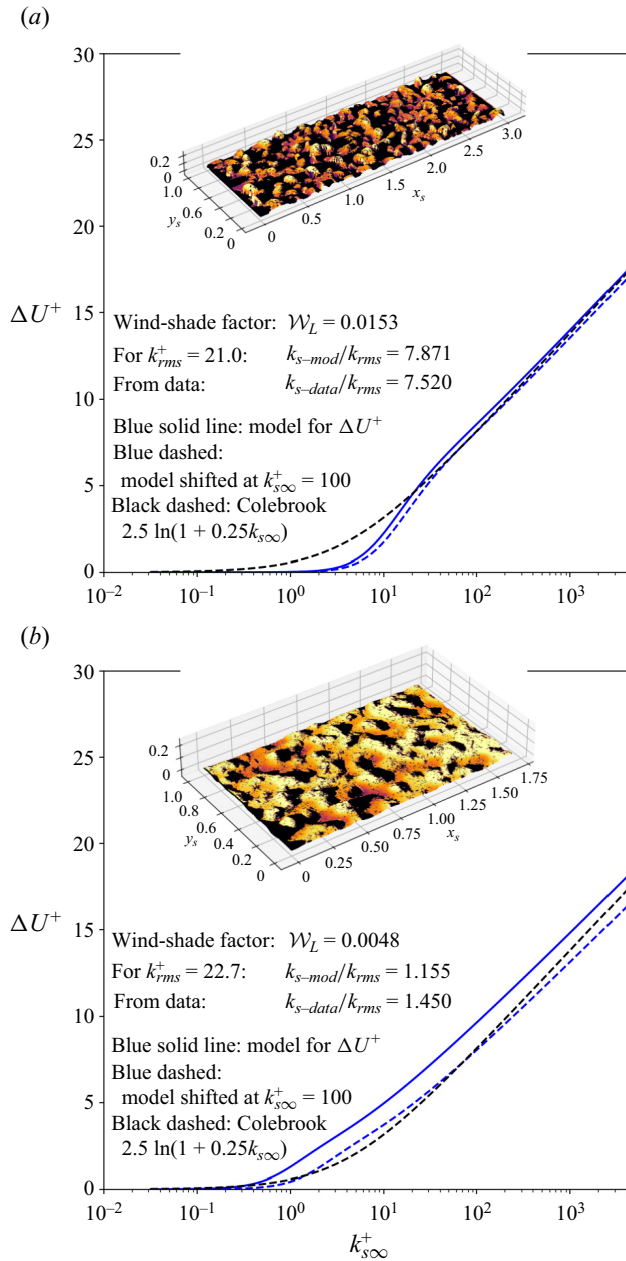 (a)
30
25
20
15
10
5
0
ΔU⁺
0.2
0
1.0
0.6
0.2
0
y_s
0
0.5
1.0
1.5
2.0
2.5
3.0
x_s
Wind-shade factor: 𝒲_L = 0.0153
For k⁺_rms = 21.0: k_s–mod/k_rms = 7.871
From data: k_s–data/k_rms = 7.520
Blue solid line: model for ΔU⁺
Blue dashed:
model shifted at k⁺_s∞ = 100
Black dashed: Colebrook
2.5 ln(1 + 0.25k_s∞)
10⁻² 10⁻¹ 10⁰ 10¹ 10² 10³
(b)
30
25
20
15
10
5
0
ΔU⁺
0.2
0
1.0
0.8
0.6
0.4
0.2
0
y_s
0
0.25
0.50
0.75
1.00
1.25
1.50
1.75
x_s
Wind-shade factor: 𝒲_L = 0.0048
For k⁺_rms = 22.7: k_s–mod/k_rms = 1.155
From data: k_s–data/k_rms = 1.450
Blue solid line: model for ΔU⁺
Blue dashed:
model shifted at k⁺_s∞ = 100
Black dashed: Colebrook
2.5 ln(1 + 0.25k_s∞)
10⁻² 10⁻¹ 10⁰ 10¹ 10² 10³
k⁺_s∞